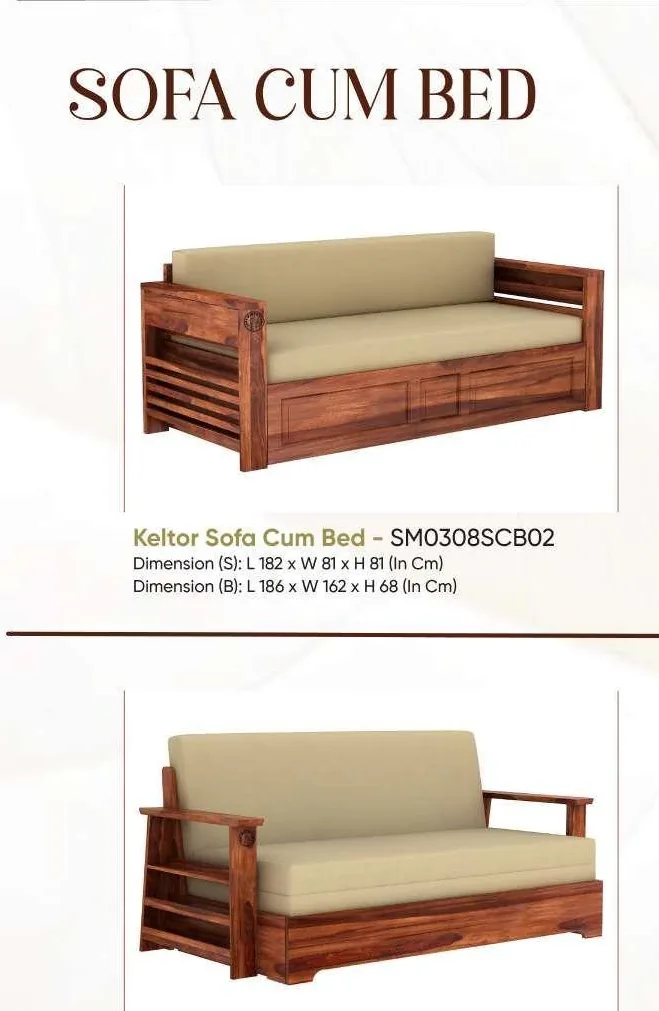 SOFA CUM BED
Keltor Sofa Cum Bed - SM0308SCB02
Dimension (S): L 182 x W 81 x H 81 (In Cm)
Dimension (B): L 186 x W 162 x H 68 (In Cm)